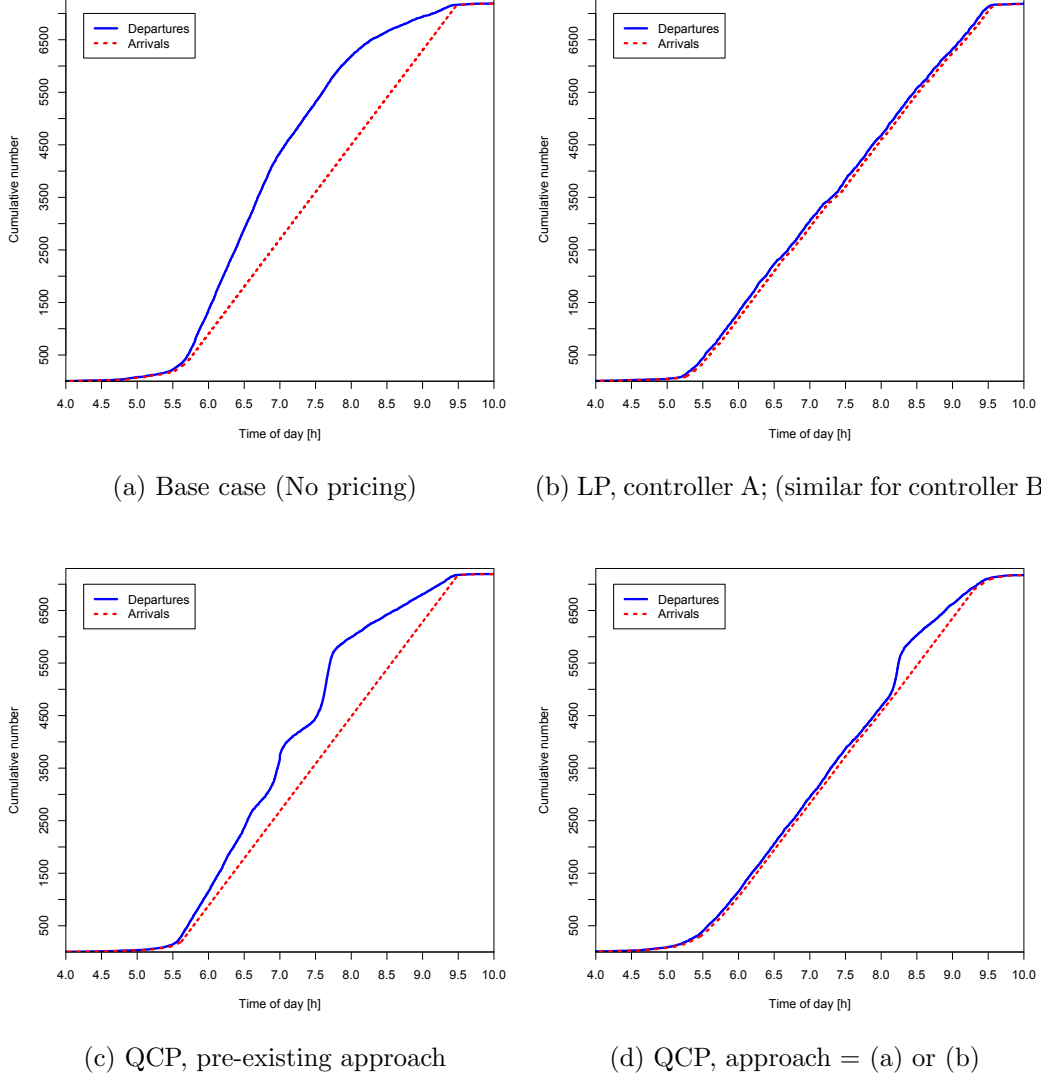 Departures
Arrivals
Cumulative number
500 1500 2500 3500 4500 5500 6500
4.0 4.5 5.0 5.5 6.0 6.5 7.0 7.5 8.0 8.5 9.0 9.5 10.0
Time of day [h]
(a) Base case (No pricing)
Departures
Arrivals
Cumulative number
500 1500 2500 3500 4500 5500 6500
4.0 4.5 5.0 5.5 6.0 6.5 7.0 7.5 8.0 8.5 9.0 9.5 10.0
Time of day [h]
(b) LP, controller A; (similar for controller B
Departures
Arrivals
Cumulative number
500 1500 2500 3500 4500 5500 6500
4.0 4.5 5.0 5.5 6.0 6.5 7.0 7.5 8.0 8.5 9.0 9.5 10.0
Time of day [h]
(c) QCP, pre-existing approach
Departures
Arrivals
Cumulative number
500 1500 2500 3500 4500 5500 6500
4.0 4.5 5.0 5.5 6.0 6.5 7.0 7.5 8.0 8.5 9.0 9.5 10.0
Time of day [h]
(d) QCP, approach = (a) or (b)